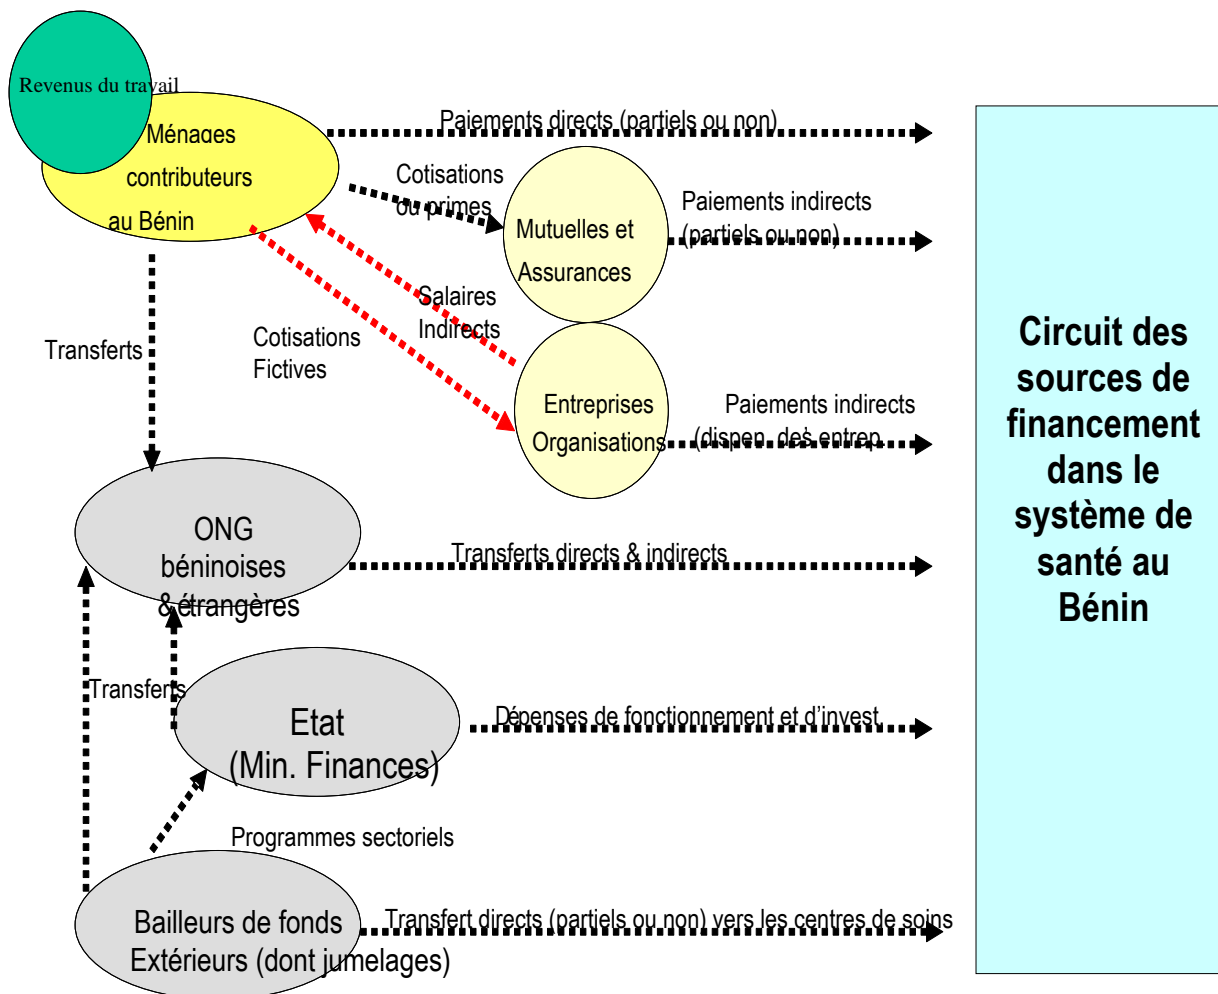 Revenus du travail
Ménages
contributeurs
au Bénin
Paiements directs (partiels ou non)
Cotisations
ou primes
Mutuelles et
Assurances
Paiements indirects
(partiels ou non)
Salaires
Indirects
Cotisations
Fictives
Transferts
Entreprises
Organisations
Paiements indirects
(dispen. des entrep.
ONG
béninoises
& étrangères
Transferts directs & indirects
Transferts
Etat
(Min. Finances)
Dépenses de fonctionnement et d'invest.
Programmes sectoriels
Bailleurs de fonds
Extérieurs (dont jumelages)
Transfert directs (partiels ou non) vers les centres de soins
Circuit des
sources de
financement
dans le
système de
santé au
Bénin